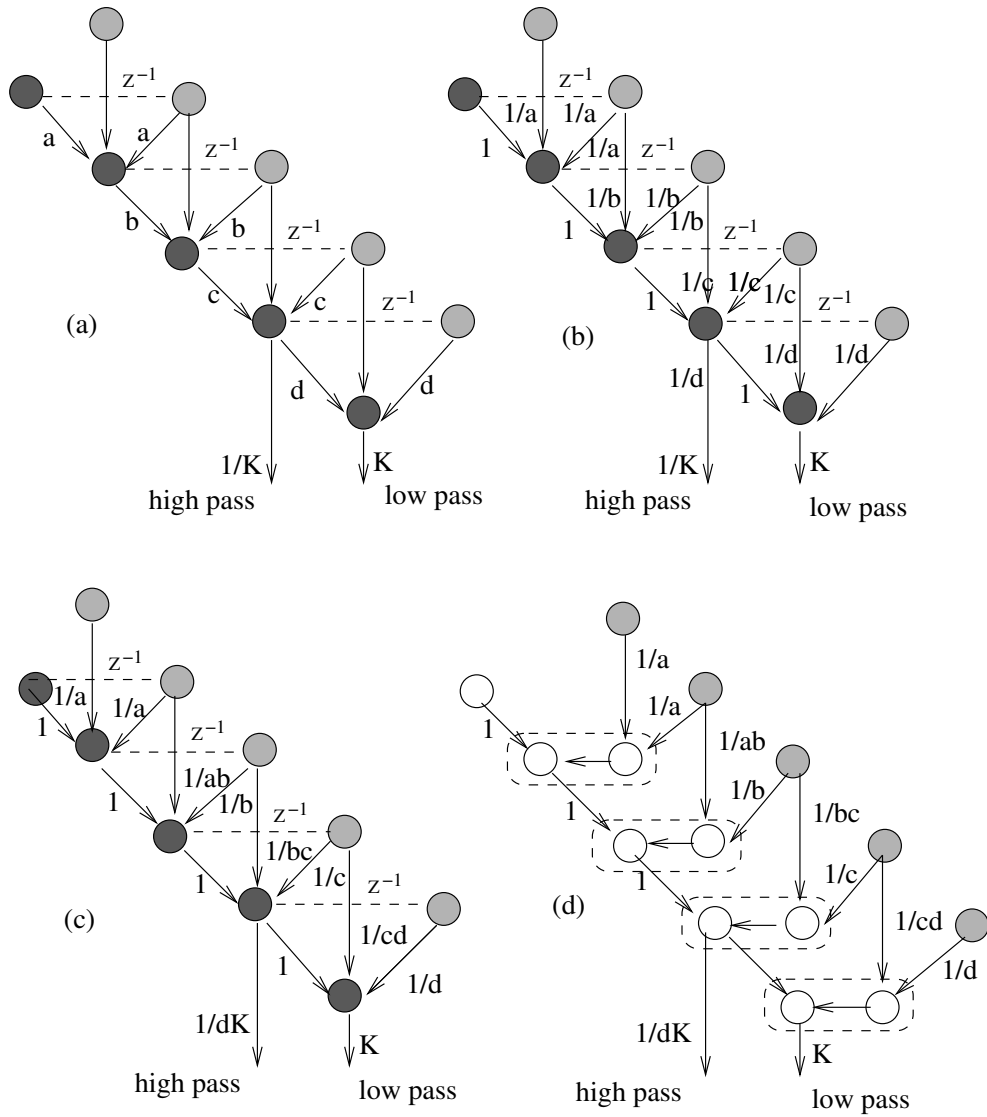 z⁻¹
a
a
z⁻¹
b
b
z⁻¹
c
c
z⁻¹
d
d
(a)
1/K
K
high pass
low pass
z⁻¹
1/a
1/a
1
1/a
z⁻¹
1/b
1/b
1/b
1
z⁻¹
1/c
1/c
1/c
1
z⁻¹
1/d
1/d
1/d
1
(b)
1/K
K
high pass
low pass
z⁻¹
1/a
1/a
1
z⁻¹
1/ab
1/b
1
z⁻¹
1/bc
1/c
1
z⁻¹
1/cd
1/d
1
(c)
1/dK
K
high pass
low pass
1/a
1/a
1
1/ab
1/b
1
1/bc
1/c
1
1/cd
1/d
(d)
1/dK
K
high pass
low pass